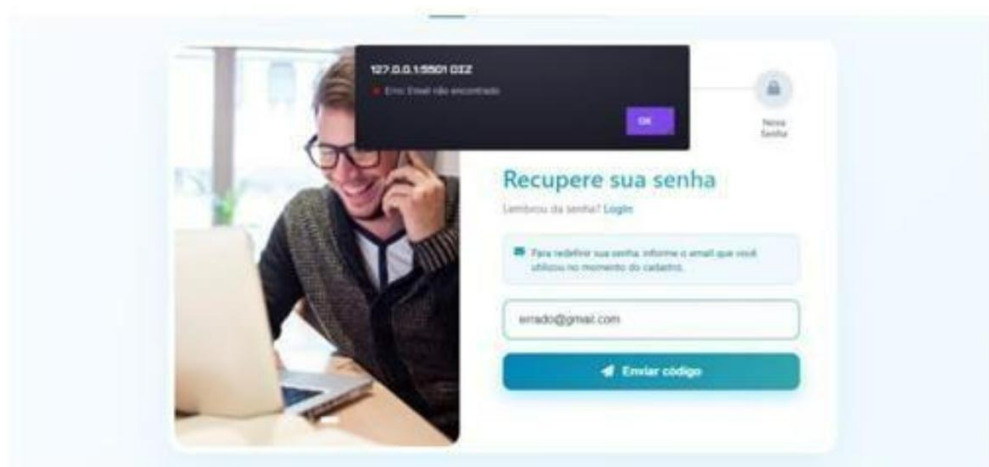 127.0.0.1:5501 DIZ
Erro: Email não encontrado
OK
Nova
Senha
Recupere sua senha
Lembrou da senha? Login
Para redefinir sua senha, informe o email que você
utilizou no momento do cadastro.
errado@gmail.com
Enviar código